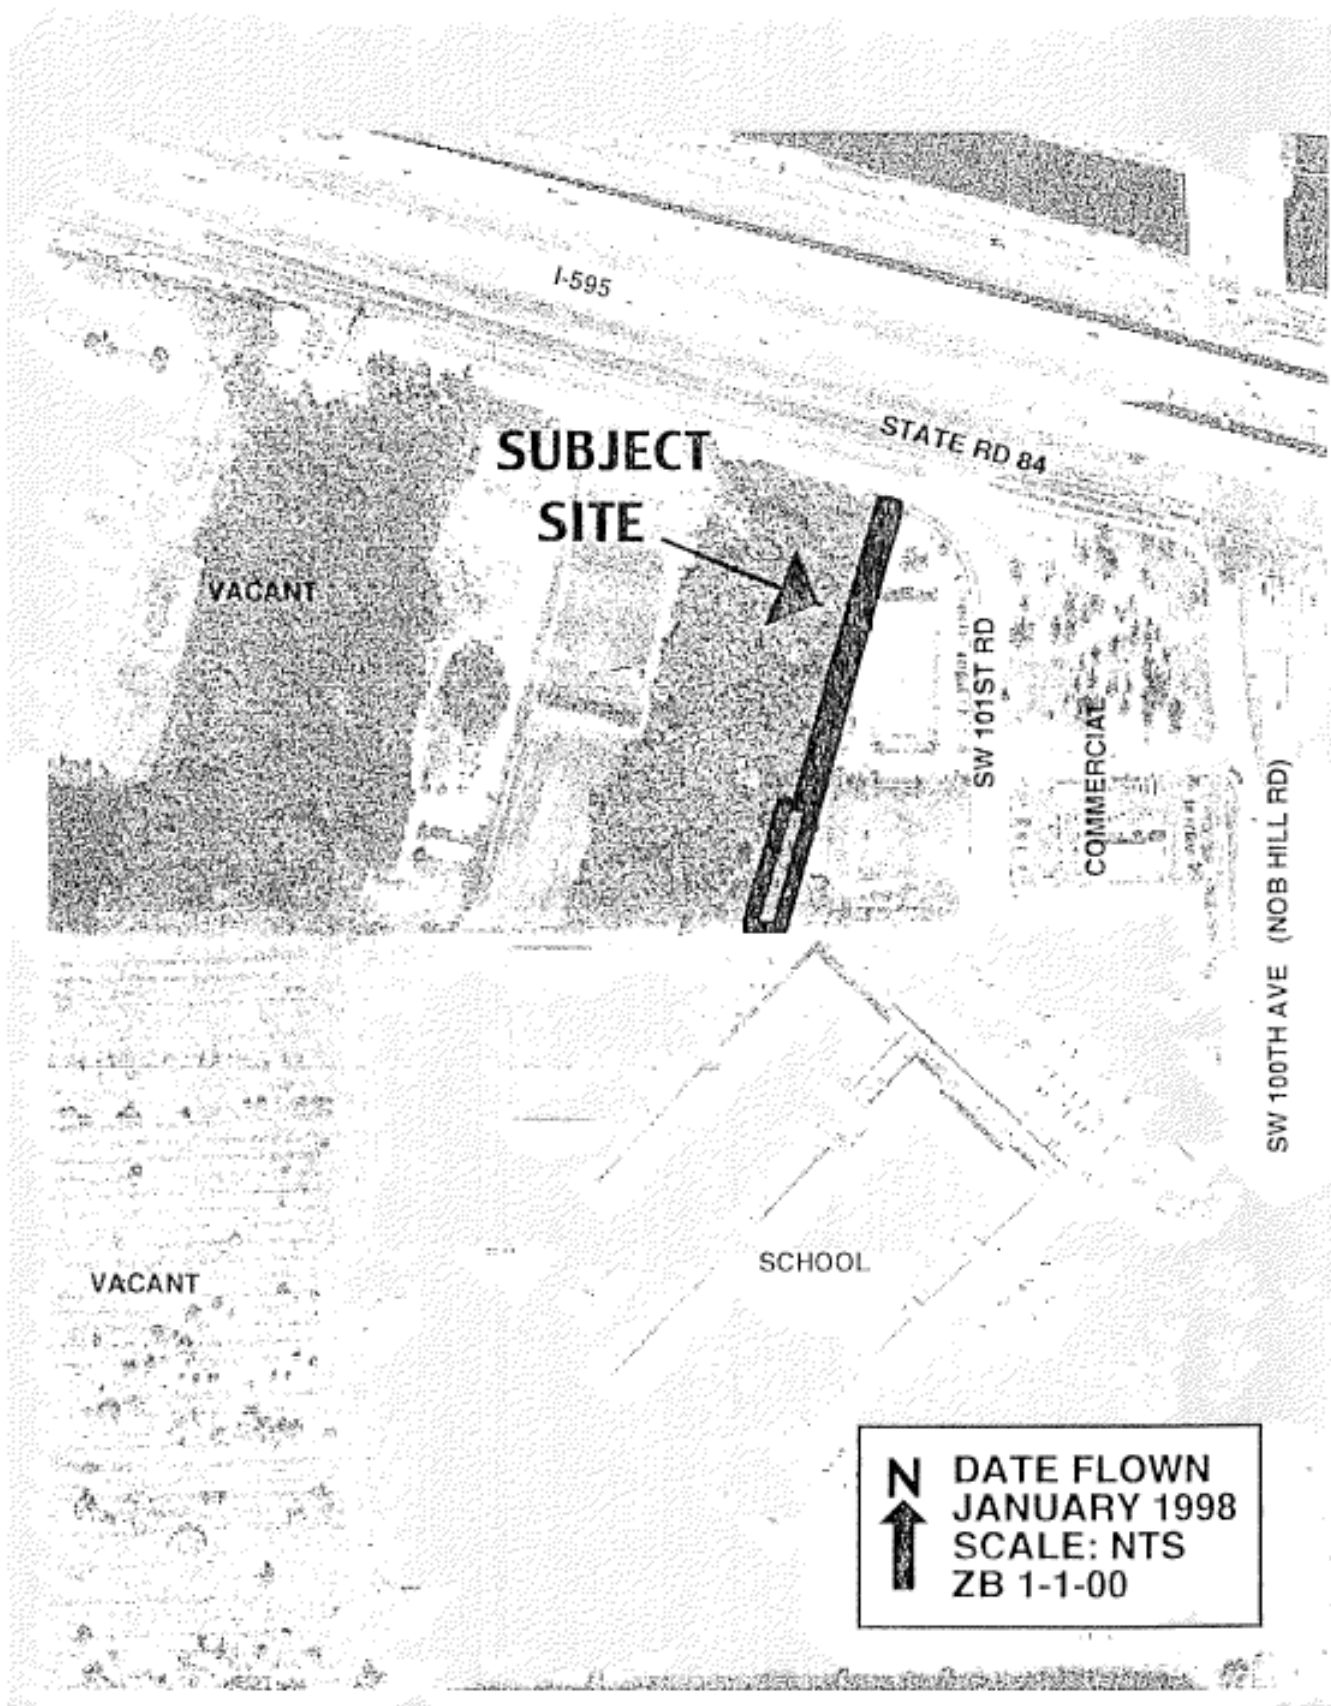 I-595
STATE RD 84
SUBJECT
SITE
VACANT
SW 101ST RD
COMMERCIAL
SW 100TH AVE (NOB HILL RD)
SCHOOL
VACANT
N
DATE FLOWN
JANUARY 1998
SCALE: NTS
ZB 1-1-00